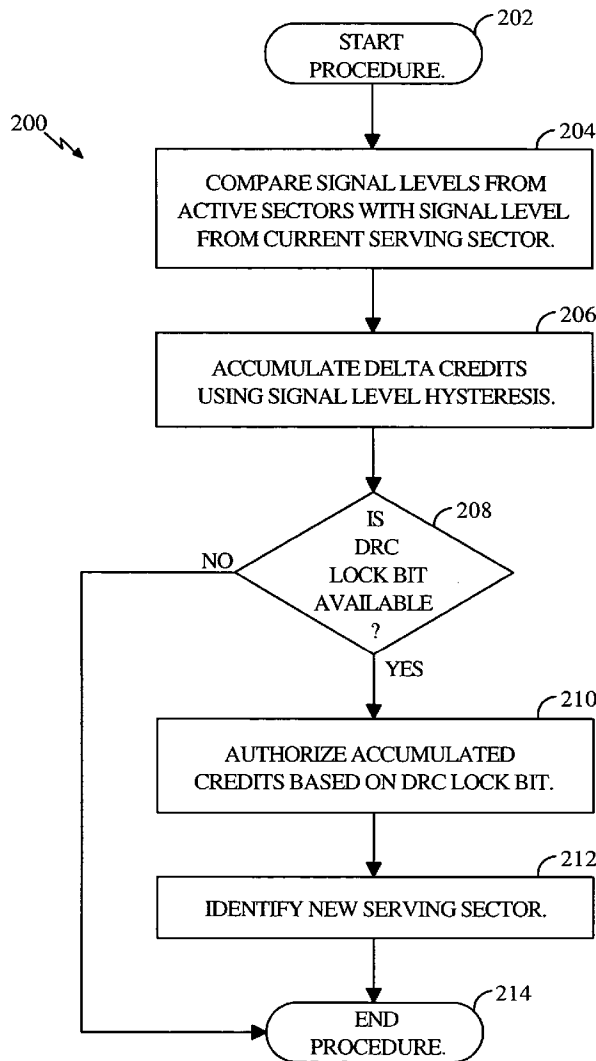 202
START
PROCEDURE.
200
204
COMPARE SIGNAL LEVELS FROM
ACTIVE SECTORS WITH SIGNAL LEVEL
FROM CURRENT SERVING SECTOR.
206
ACCUMULATE DELTA CREDITS
USING SIGNAL LEVEL HYSTERESIS.
208
IS
DRC
LOCK BIT
AVAILABLE
?
NO
YES
210
AUTHORIZE ACCUMULATED
CREDITS BASED ON DRC LOCK BIT.
212
IDENTIFY NEW SERVING SECTOR.
214
END
PROCEDURE.